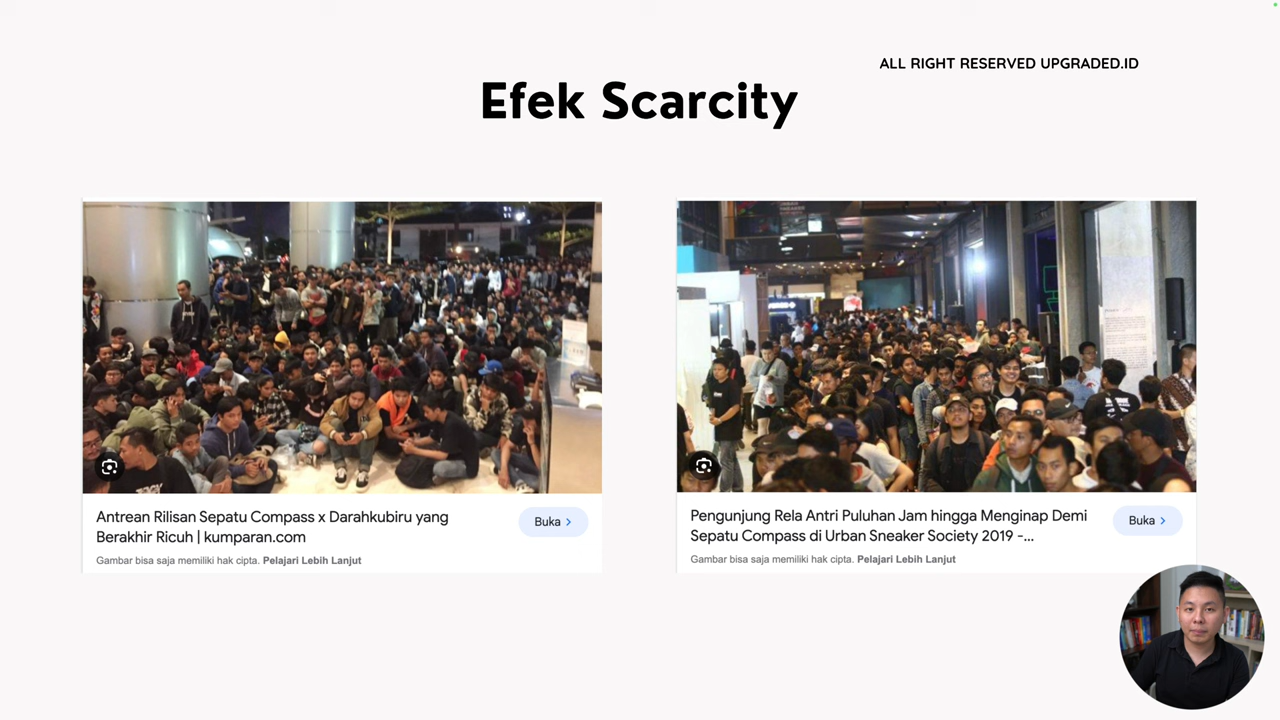 ALL RIGHT RESERVED UPGRADED.ID
Efek Scarcity
Antrean Rilisan Sepatu Compass x Darahkubiru yang
Berakhir Ricuh | kumparan.com
Buka
Gambar bisa saja memiliki hak cipta. Pelajari Lebih Lanjut
Pengunjung Rela Antri Puluhan Jam hingga Menginap Demi
Sepatu Compass di Urban Sneaker Society 2019 -...
Buka
Gambar bisa saja memiliki hak cipta. Pelajari Lebih Lanjut